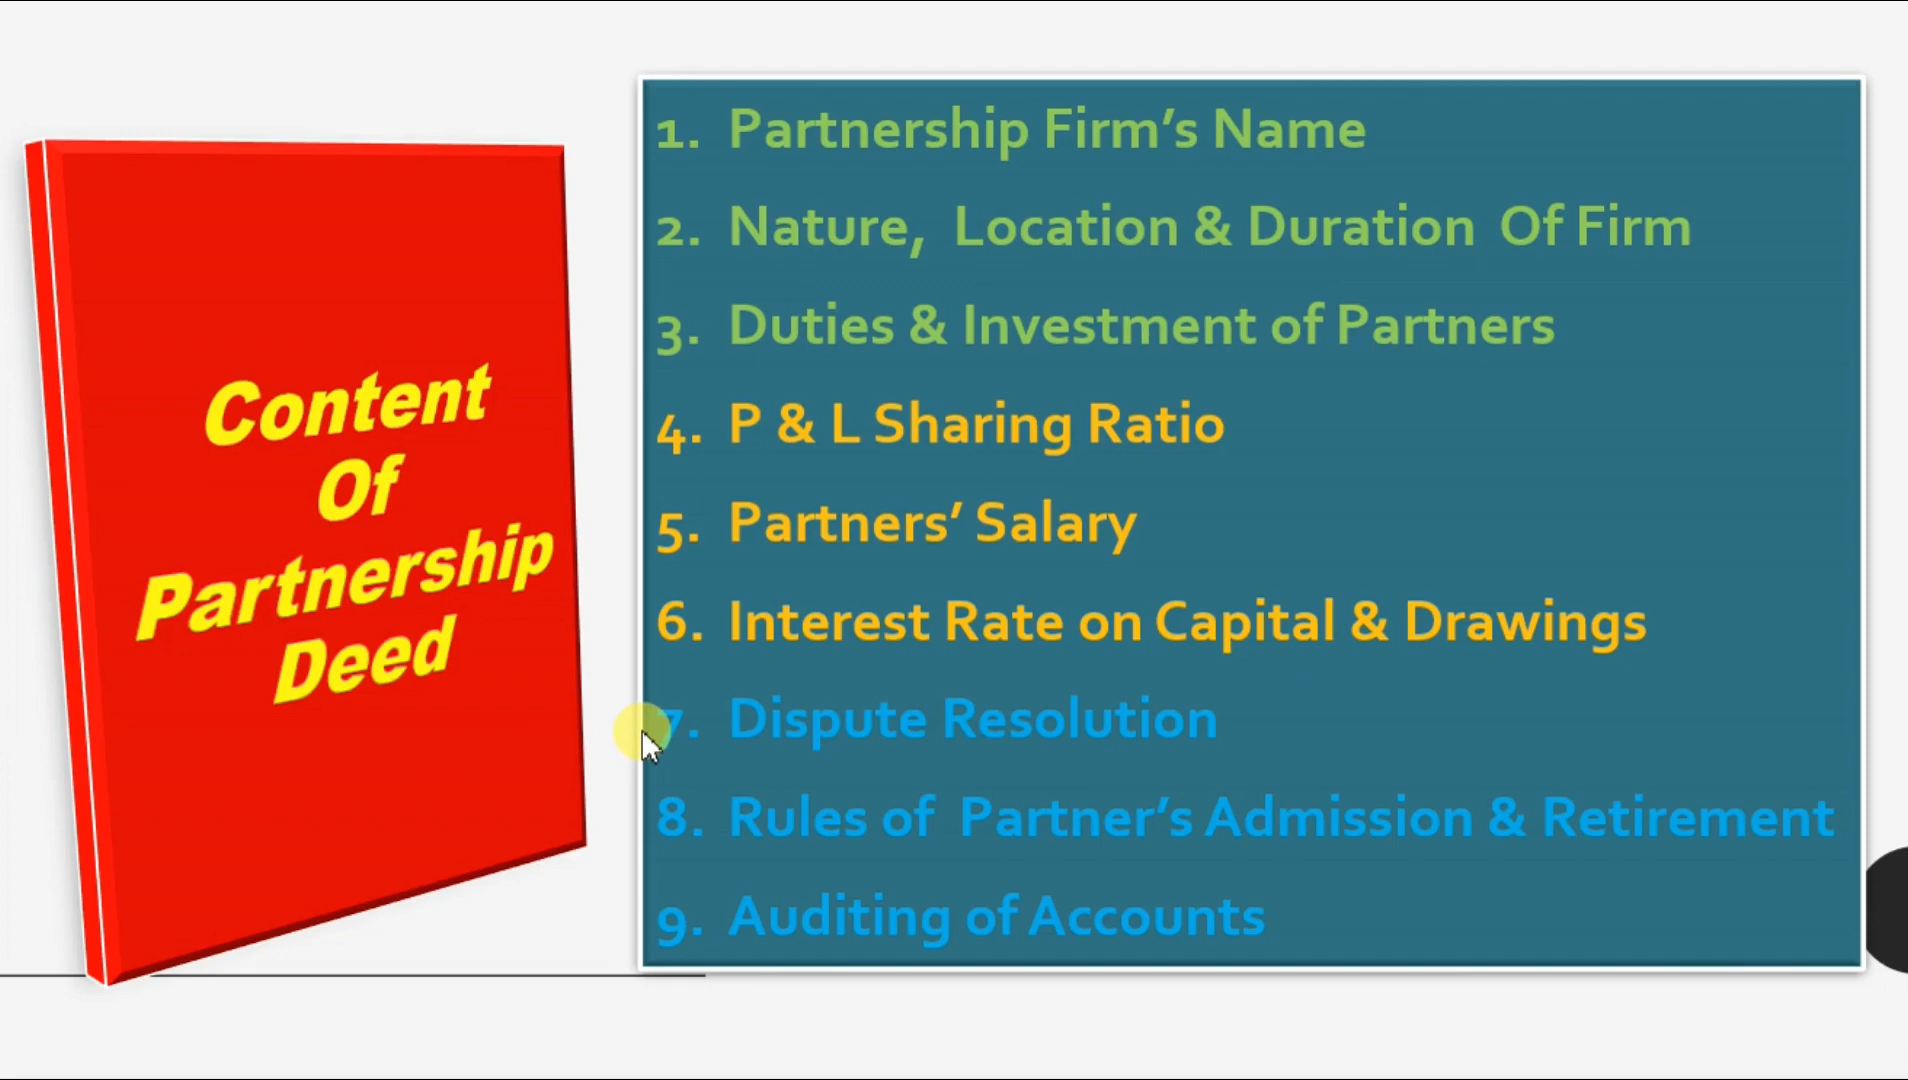 Content
Of
Partnership
Deed
1. Partnership Firm’s Name
2. Nature, Location & Duration Of Firm
3. Duties & Investment of Partners
4. P & L Sharing Ratio
5. Partners’ Salary
6. Interest Rate on Capital & Drawings
7. Dispute Resolution
8. Rules of Partner’s Admission & Retirement
9. Auditing of Accounts